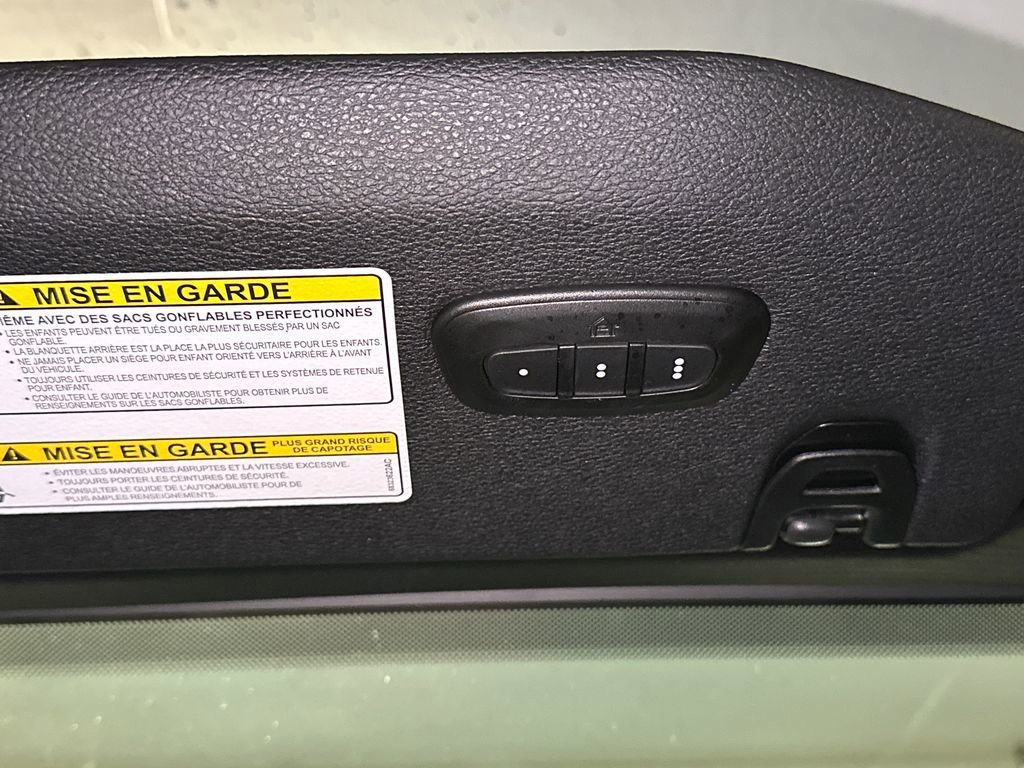 MISE EN GARDE
MÊME AVEC DES SACS GONFLABLES PERFECTIONNÉS
• LES ENFANTS PEUVENT ÊTRE TUÉS OU GRAVEMENT BLESSÉS PAR UN SAC
GONFLABLE.
• LA BLANQUETTE ARRIÈRE EST LA PLACE LA PLUS SÉCURITAIRE POUR LES ENFANTS.
• NE JAMAIS PLACER UN SIÈGE POUR ENFANT ORIENTÉ VERS L'ARRIÈRE À L'AVANT
DU VEHICULE.
• TOUJOURS UTILISER LES CEINTURES DE SÉCURITÉ ET LES SYSTÈMES DE RETENUE
POUR ENFANT.
• CONSULTER LE GUIDE DE L'AUTOMOBILISTE POUR OBTENIR PLUS DE
RENSEIGNEMENTS SUR LES SACS GONFLABLES.
MISE EN GARDE PLUS GRAND RISQUE
DE CAPOTAGE
• ÉVITER LES MANOEUVRES ABRUPTES ET LA VITESSE EXCESSIVE.
• TOUJOURS PORTER LES CEINTURES DE SÉCURITÉ.
• CONSULTER LE GUIDE DE L'AUTOMOBILISTE POUR DE
PLUS AMPLES RENSEIGNEMENTS.